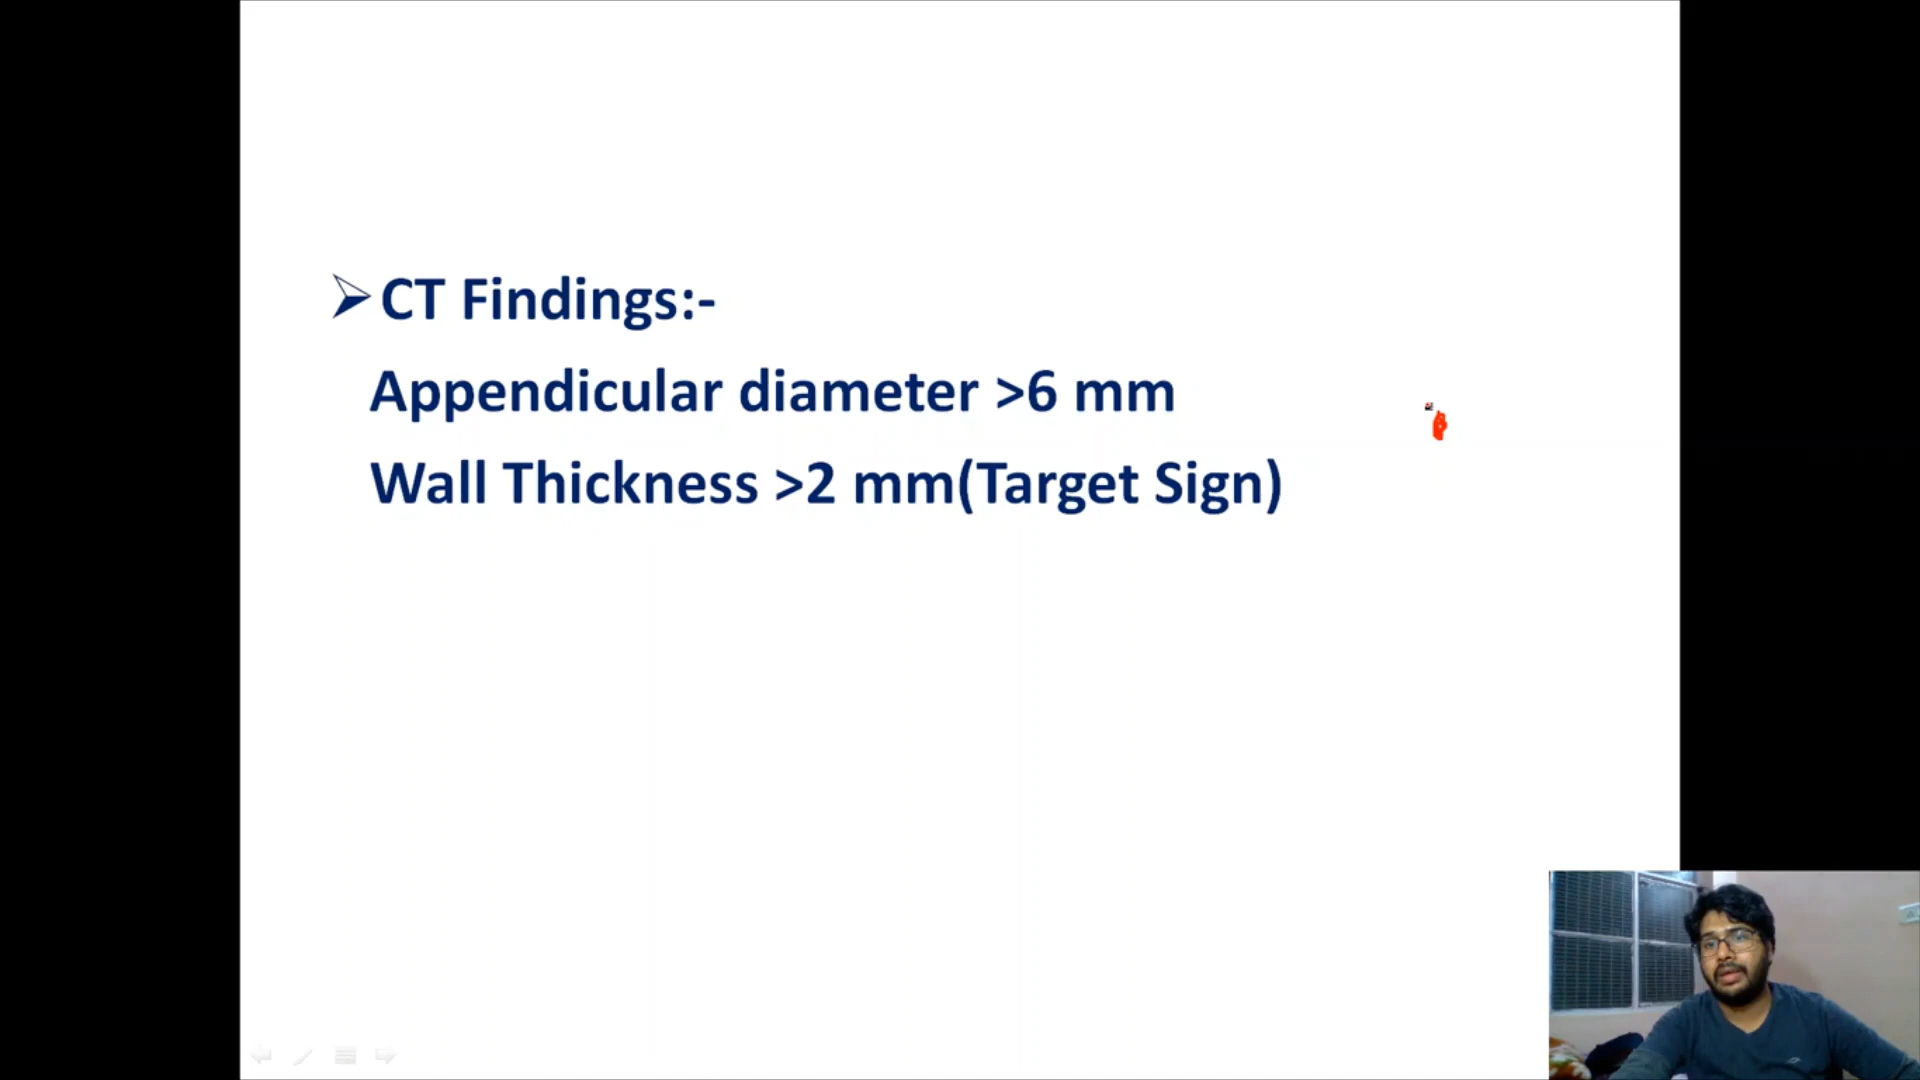 CT Findings:-
Appendicular diameter >6 mm
Wall Thickness >2 mm(Target Sign)